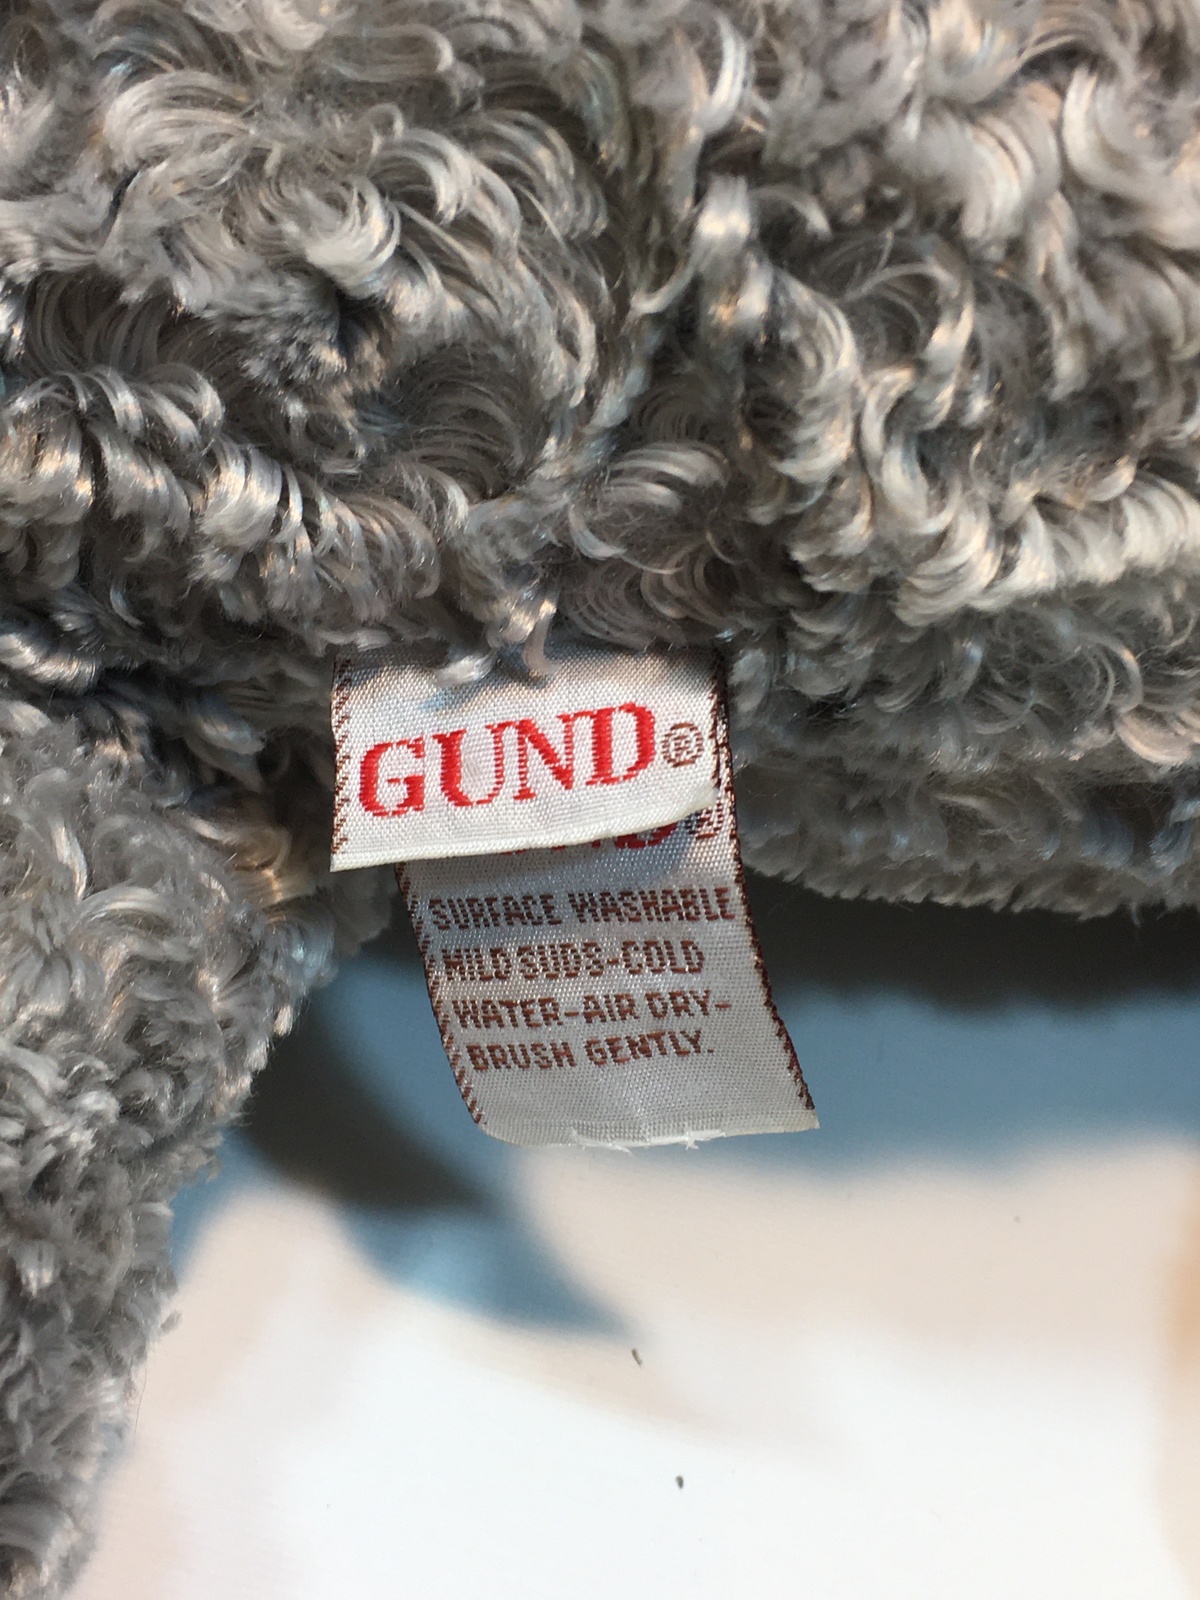 GUND®
SURFACE WASHABLE
MILD SUDS-COLD
WATER-AIR DRY-
BRUSH GENTLY.